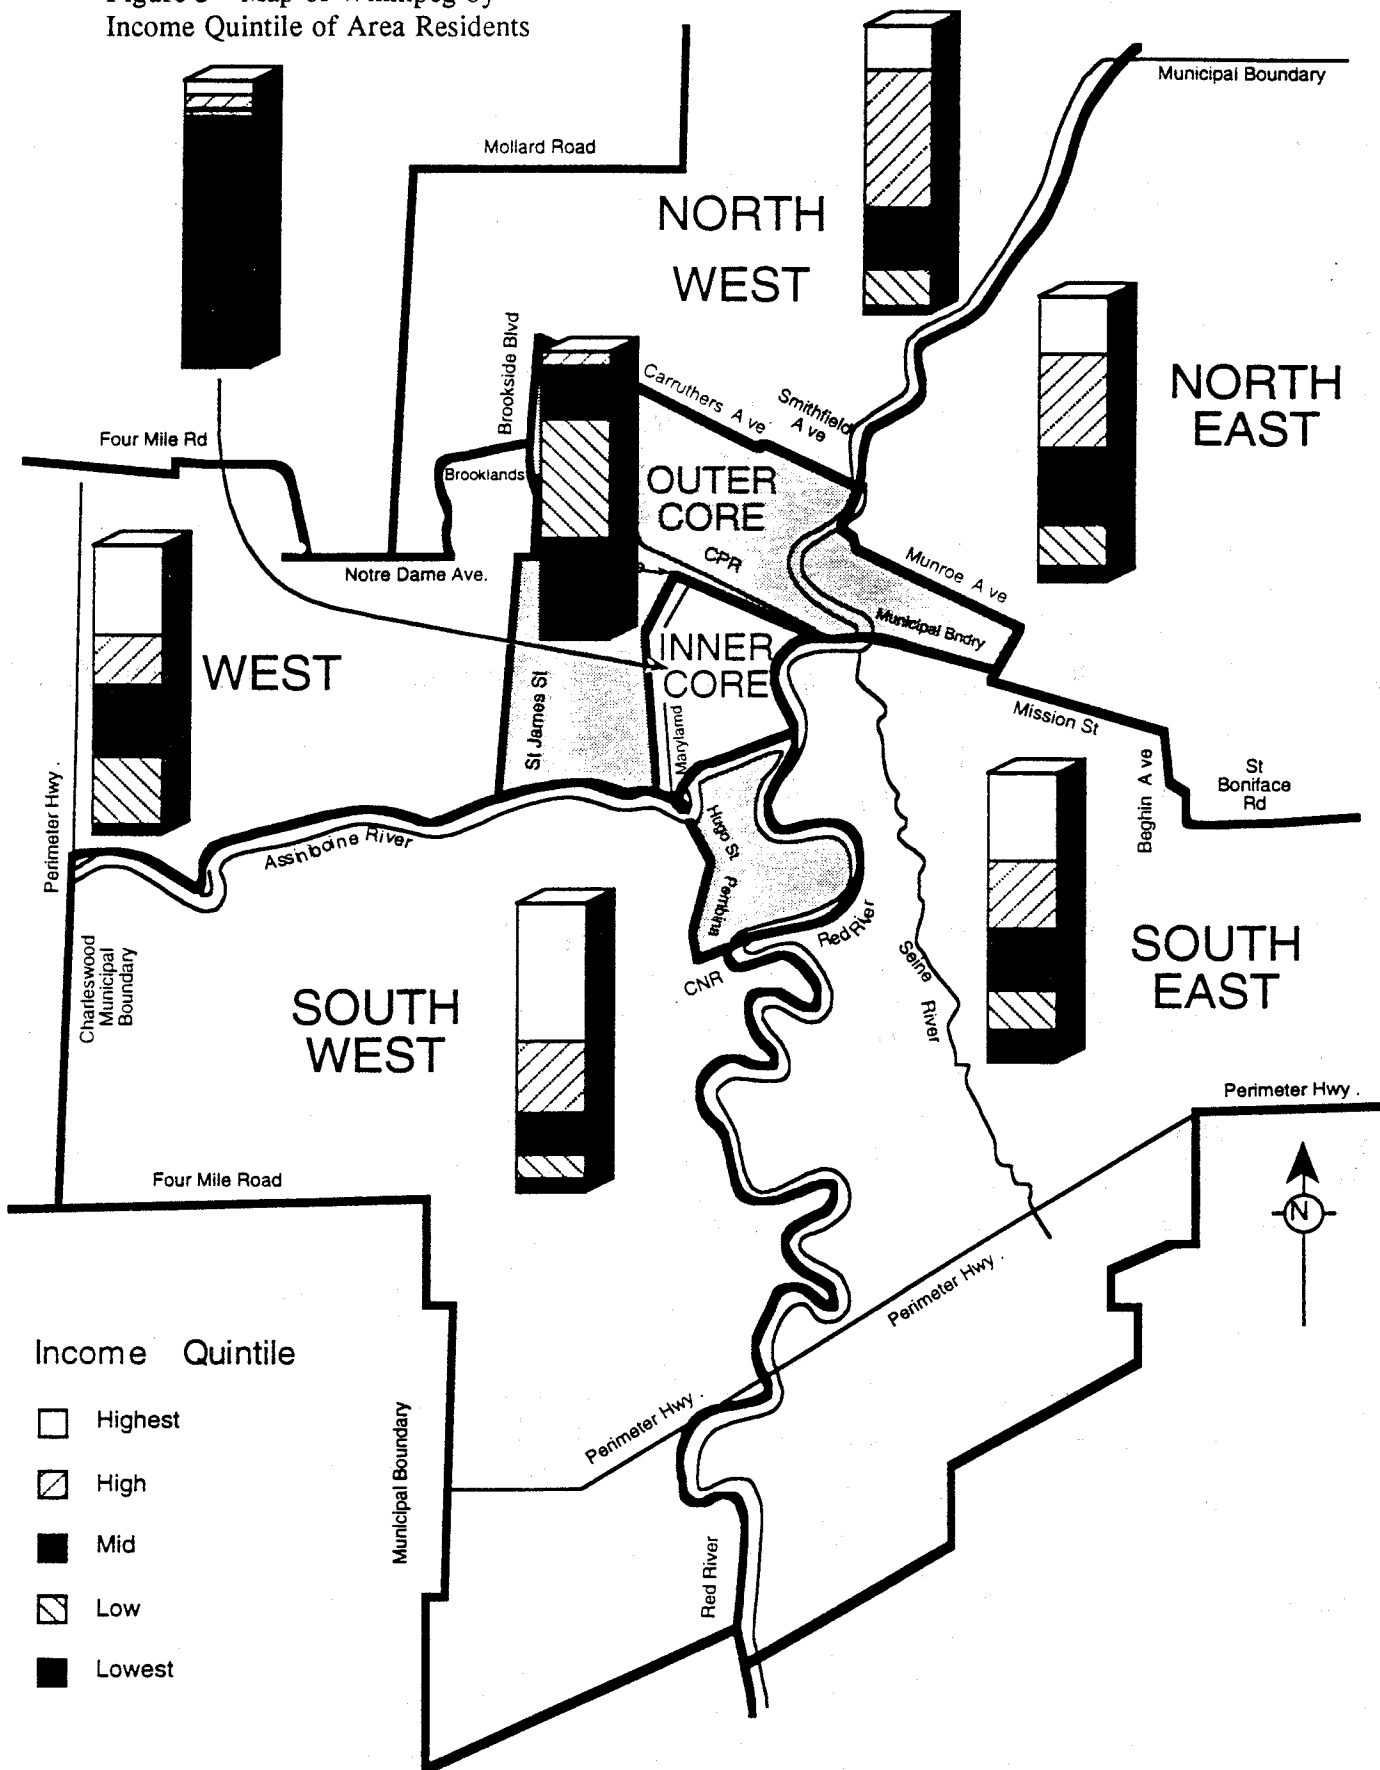 Income Quintile of Area Residents
Municipal Boundary
Mollard Road
NORTH
WEST
Brookside Blvd
NORTH
EAST
Carruthers A ve
Smithfield
A ve
Four Mile Rd
Brooklands
OUTER
CORE
CPR
Notre Dame Ave.
Munroe A ve
Municipal Bndry
INNER
CORE
WEST
St James St
Maryland
Mission St
Beghin A ve
St
Boniface
Rd
Perimeter Hwy .
Assiniboine River
Hugo St
Pembina
Red River
CNR
Seine River
Charleswood
Municipal
Boundary
SOUTH
EAST
SOUTH
WEST
Perimeter Hwy .
Four Mile Road
N
Perimeter Hwy .
Income Quintile
Highest
High
Mid
Low
Lowest
Municipal Boundary
Perimeter Hwy .
Red River